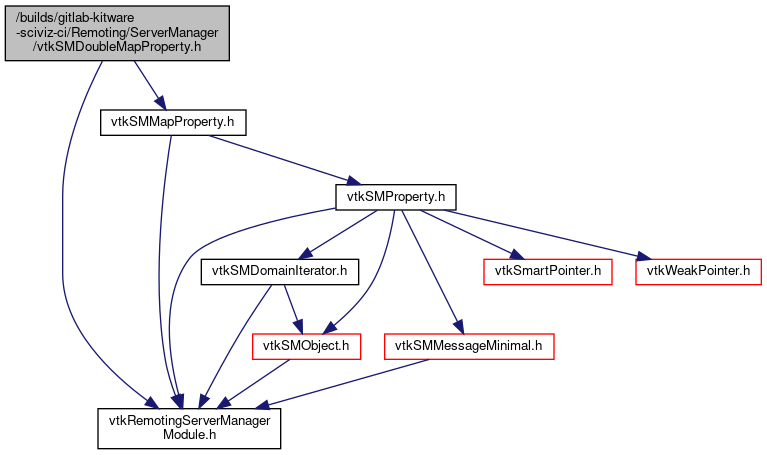 /builds/gitlab-kitware
-sciviz-ci/Remoting/ServerManager
/vtkSMDoubleMapProperty.h
vtkSMMapProperty.h
vtkSMProperty.h
vtkSMDomainIterator.h
vtkSmartPointer.h
vtkWeakPointer.h
vtkSMObject.h
vtkSMMessageMinimal.h
vtkRemotingServerManager
Module.h